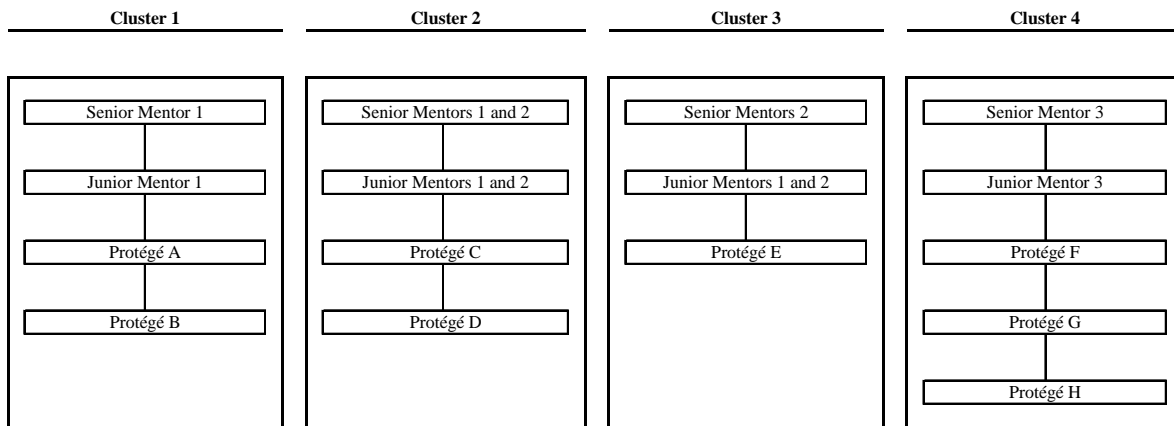 Cluster 1
Cluster 2
Cluster 3
Cluster 4
Senior Mentor 1
Senior Mentors 1 and 2
Senior Mentors 2
Senior Mentor 3
Junior Mentor 1
Junior Mentors 1 and 2
Junior Mentors 1 and 2
Junior Mentor 3
Protégé A
Protégé C
Protégé E
Protégé F
Protégé B
Protégé D
Protégé G
Protégé H